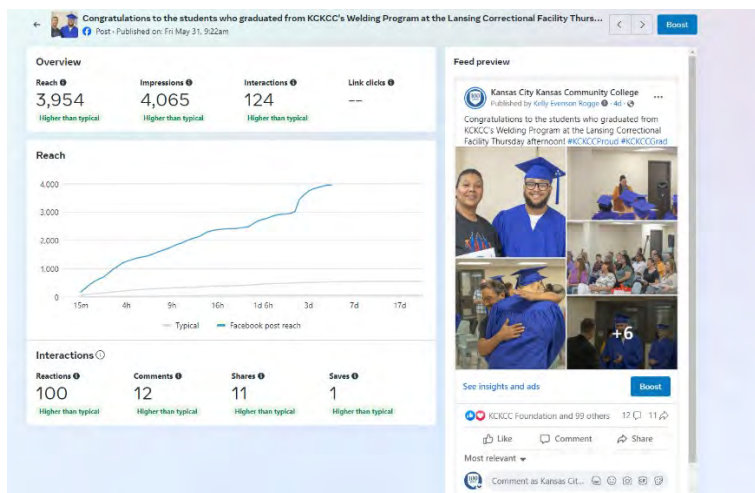 Congratulations to the students who graduated from KCKCC's Welding Program at the Lansing Correctional Facility Thurs...
Post · Published on: Fri May 31, 9:22am
Boost
Overview
Reach
Impressions
Interactions
Link clicks
3,954
4,065
124
--
Higher than typical
Higher than typical
Higher than typical
Reach
4,000
3,000
2,000
1,000
0
15m
4h
9h
16h
1d 6h
3d
7d
17d
Typical
Facebook post reach
Interactions
Reactions
Comments
Shares
Saves
100
12
11
1
Higher than typical
Higher than typical
Higher than typical
Higher than typical
Feed preview
Kansas City Kansas Community College
Published by Kelly Evenson Rogge · 4d ·
Congratulations to the students who graduated from
KCKCC's Welding Program at the Lansing Correctional
Facility Thursday afternoon! #KCKCCProud #KCKCCGrad
+6
See insights and ads
Boost
KCKCC Foundation and 99 others
12
11
Like
Comment
Share
Most relevant
Comment as Kansas Cit...